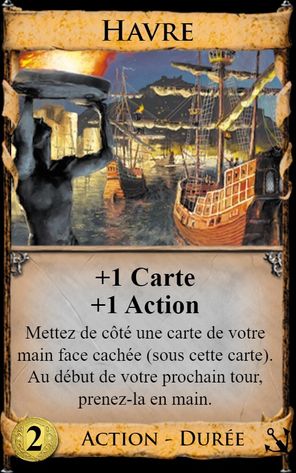 HAVRE
+1 Carte
+1 Action
Mettez de côté une carte de votre
main face cachée (sous cette carte).
Au début de votre prochain tour,
prenez-la en main.
2
ACTION - DURÉE